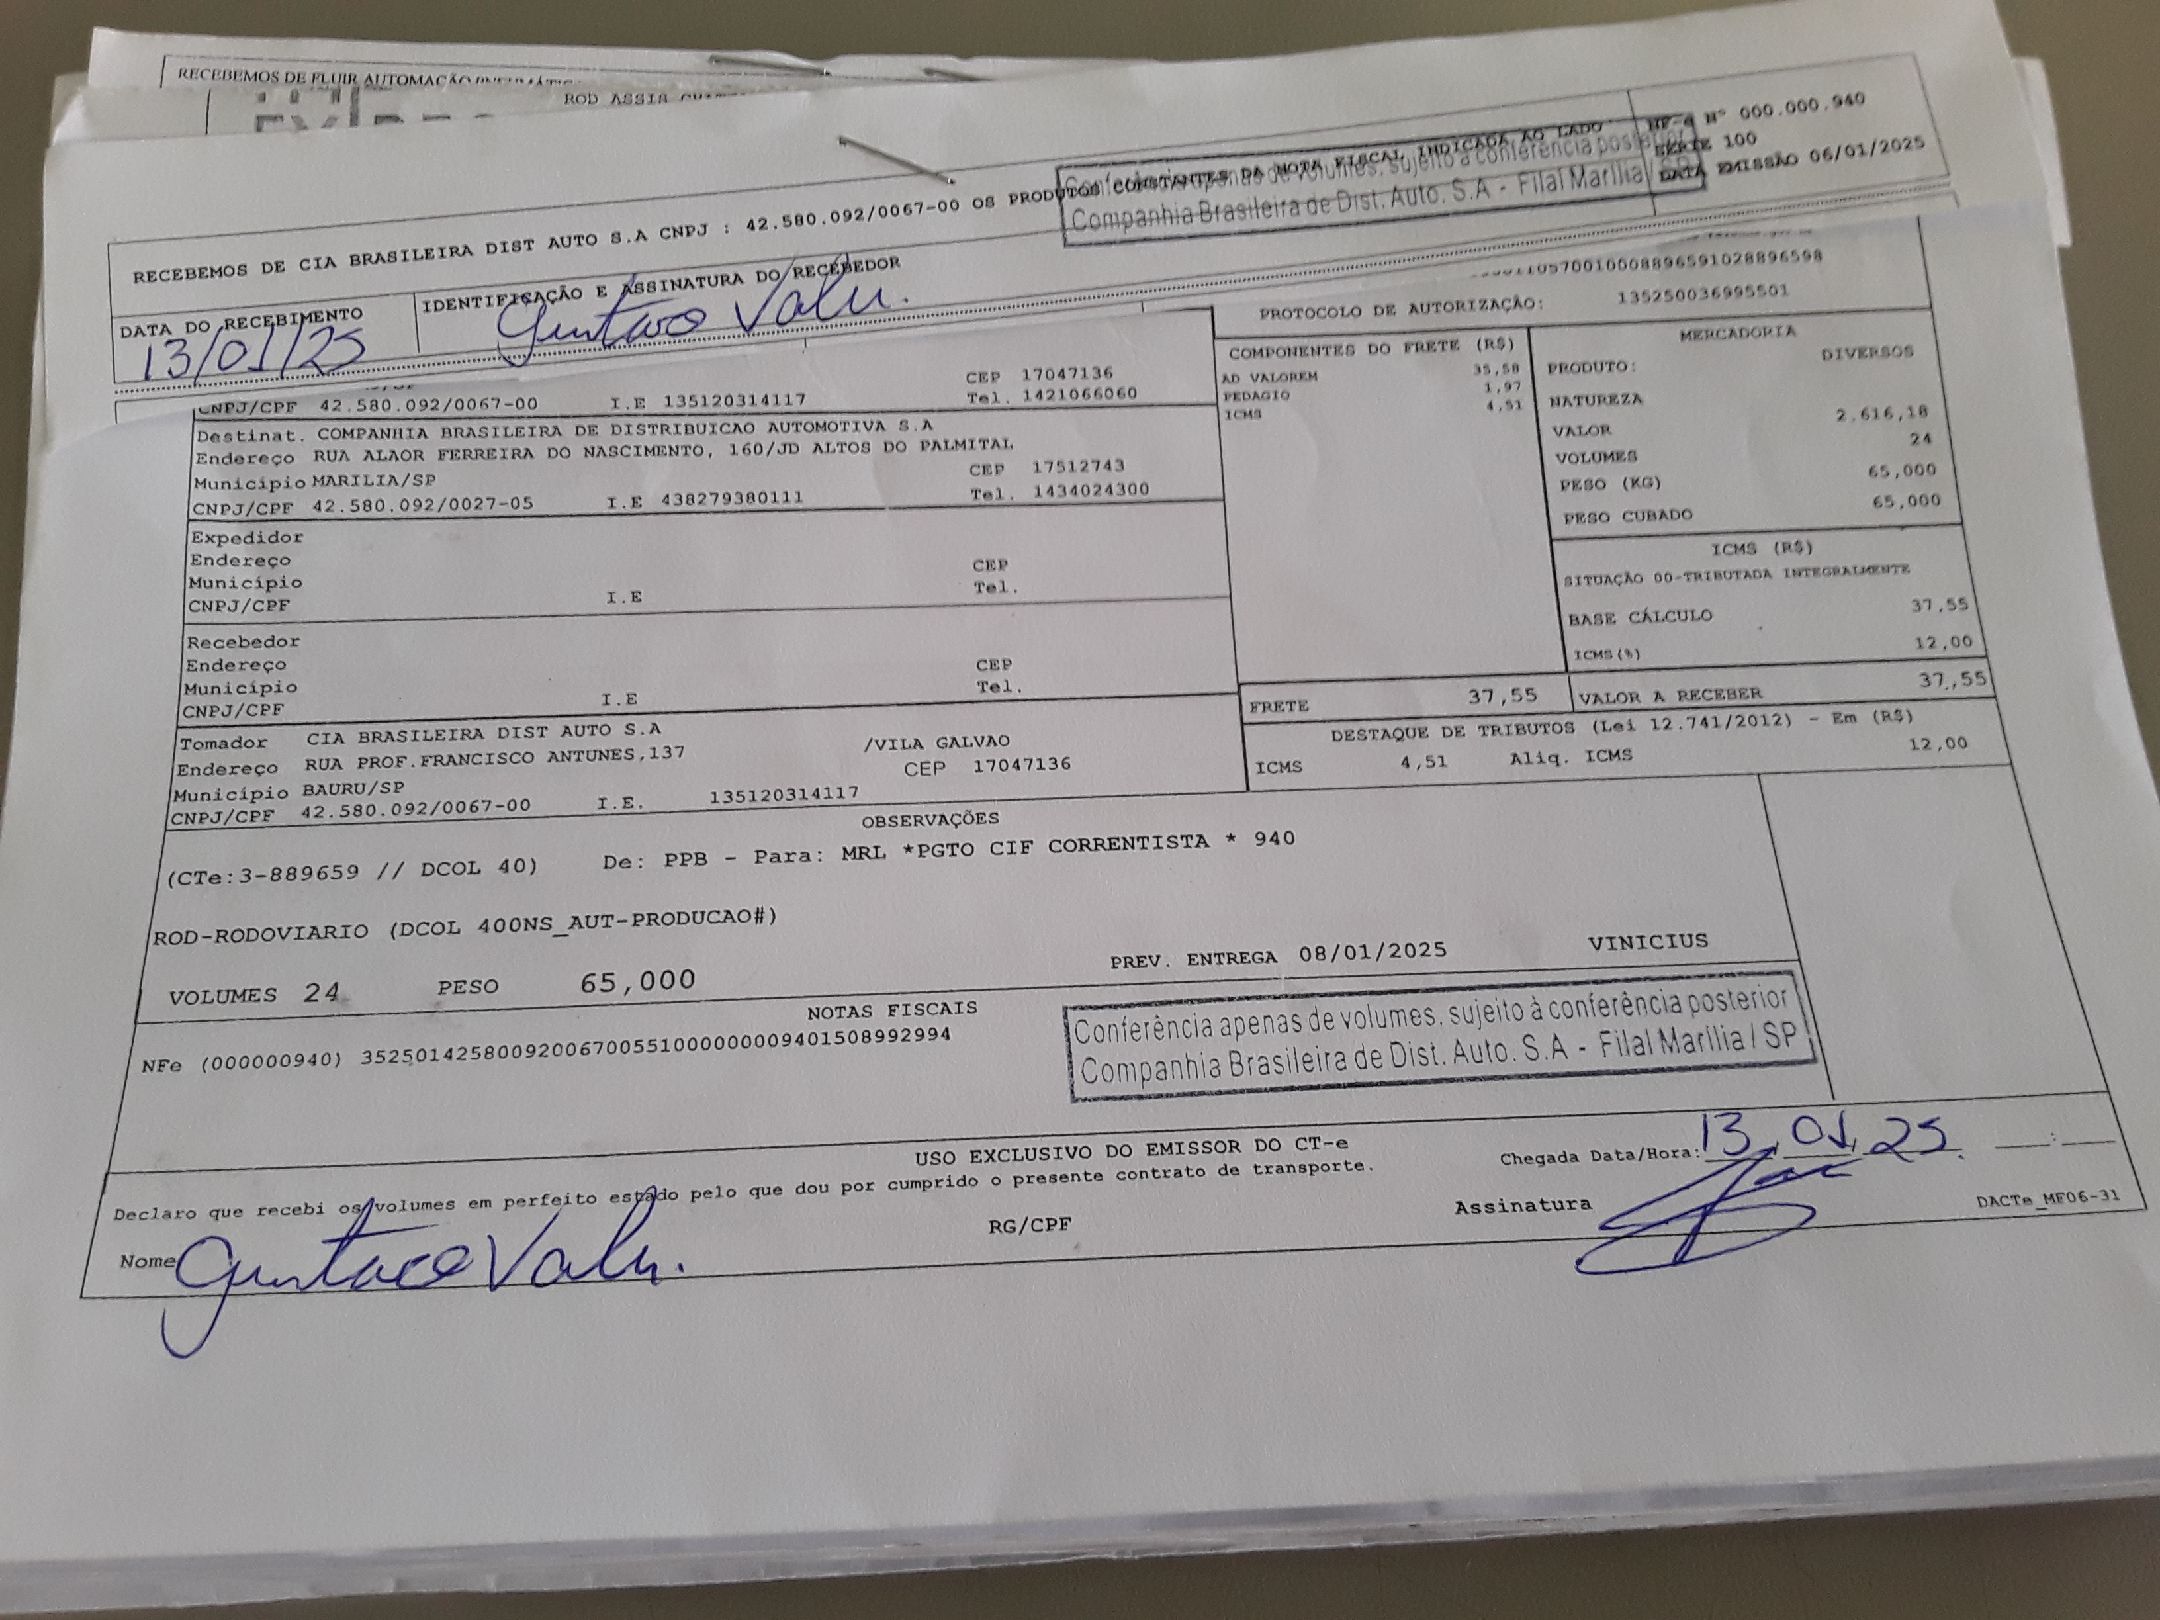 RECEBEMOS DE FLUIR AUTOMAÇÃO
ROD ASSIS
RECEBEMOS DE CIA BRASILEIRA DIST AUTO S.A CNPJ : 42.580.092/0067-00 OS PRODUTOS CONSTANTES DA NOTA FISCAL INDICADA AO LADO
NF-e Nº 000.000.940
SERIE 100
DATA EMISSÃO 06/01/2025
Conferência apenas de volumes, sujeito à conferência posterior
Companhia Brasileira de Dist. Auto. S.A - Filal Marília / SP
DATA DO RECEBIMENTO
13/01/25
IDENTIFICAÇÃO E ASSINATURA DO RECEBEDOR
Gustavo
10570010008896591028896598
PROTOCOLO DE AUTORIZAÇÃO: 135250036995501
CEP 17047136
CNPJ/CPF 42.580.092/0067-00 I.E 135120314117 Tel. 1421066060
Destinat. COMPANHIA BRASILEIRA DE DISTRIBUICAO AUTOMOTIVA S.A
Endereço RUA ALAOR FERREIRA DO NASCIMENTO, 160/JD ALTOS DO PALMITAL
Município MARILIA/SP CEP 17512743
CNPJ/CPF 42.580.092/0027-05 I.E 438279380111 Tel. 1434024300
Expedidor
Endereço CEP
Município Tel.
CNPJ/CPF I.E
Recebedor
Endereço CEP
Município Tel.
CNPJ/CPF I.E
Tomador CIA BRASILEIRA DIST AUTO S.A
Endereço RUA PROF.FRANCISCO ANTUNES,137 /VILA GALVAO
Município BAURU/SP CEP 17047136
CNPJ/CPF 42.580.092/0067-00 I.E. 135120314117
COMPONENTES DO FRETE (R$)
AD VALOREM 35,58
PEDAGIO 1,97
ICMS 4,51
MERCADORIA
PRODUTO: DIVERSOS
NATUREZA
VALOR 2.616,18
VOLUMES 24
PESO (KG) 65,000
PESO CUBADO 65,000
ICMS (R$)
SITUAÇÃO 00-TRIBUTADA INTEGRALMENTE
BASE CÁLCULO 37,55
ICMS(%) 12,00
FRETE 37,55 VALOR A RECEBER 37,55
DESTAQUE DE TRIBUTOS (Lei 12.741/2012) - Em (R$)
ICMS 4,51 Aliq. ICMS 12,00
OBSERVAÇÕES
(CTe:3-889659 // DCOL 40) De: PPB - Para: MRL *PGTO CIF CORRENTISTA * 940
ROD-RODOVIARIO (DCOL 400NS_AUT-PRODUCAO#)
VOLUMES 24 PESO 65,000 PREV. ENTREGA 08/01/2025 VINICIUS
NOTAS FISCAIS
NFe (000000940) 35250142580092006700551000000009401508992994
Conferência apenas de volumes, sujeito à conferência posterior
Companhia Brasileira de Dist. Auto. S.A - Filal Marília / SP
USO EXCLUSIVO DO EMISSOR DO CT-e
Declaro que recebi os volumes em perfeito estado pelo que dou por cumprido o presente contrato de transporte.
Chegada Data/Hora: 13 01 25 :
Nome Gustavo RG/CPF Assinatura
DACTe_MF06-31